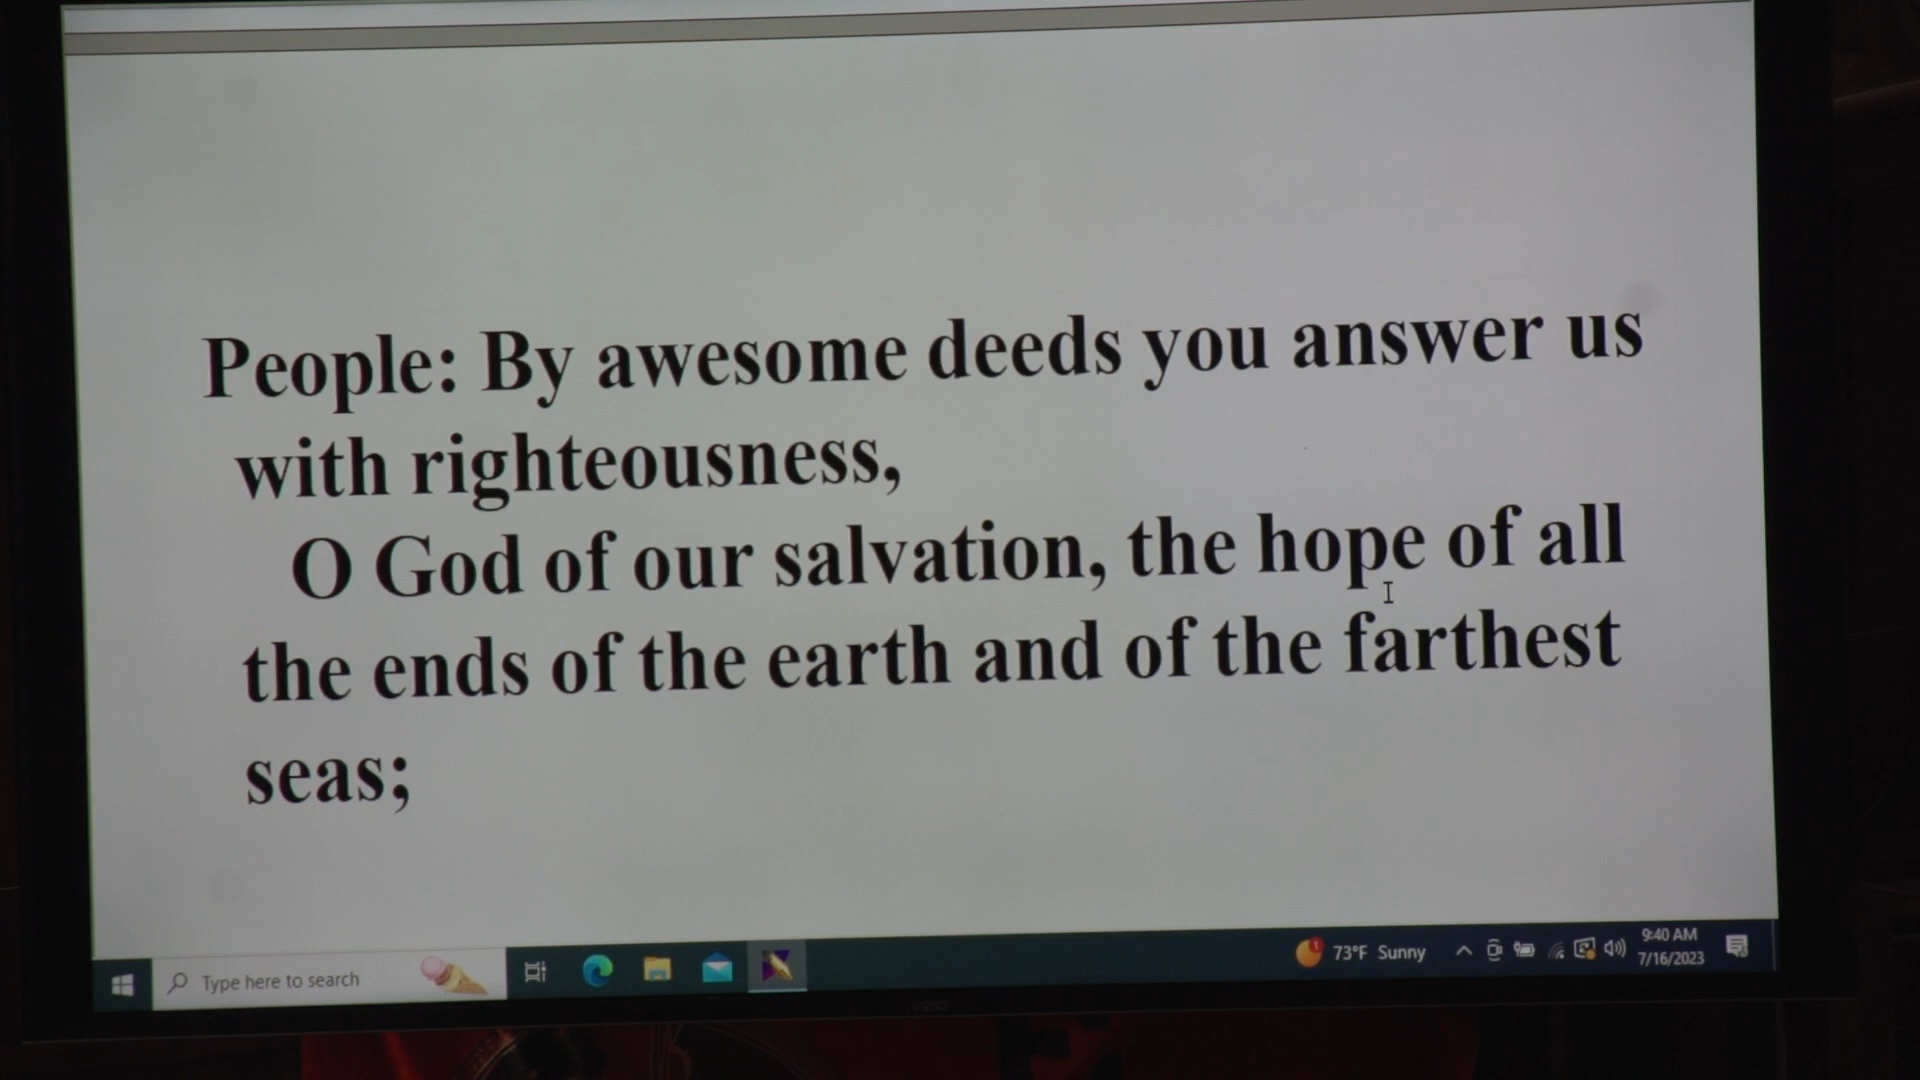 People: By awesome deeds you answer us
with righteousness,
O God of our salvation, the hope of all
the ends of the earth and of the farthest
seas;
Type here to search
73°F Sunny
9:40 AM
7/16/2023